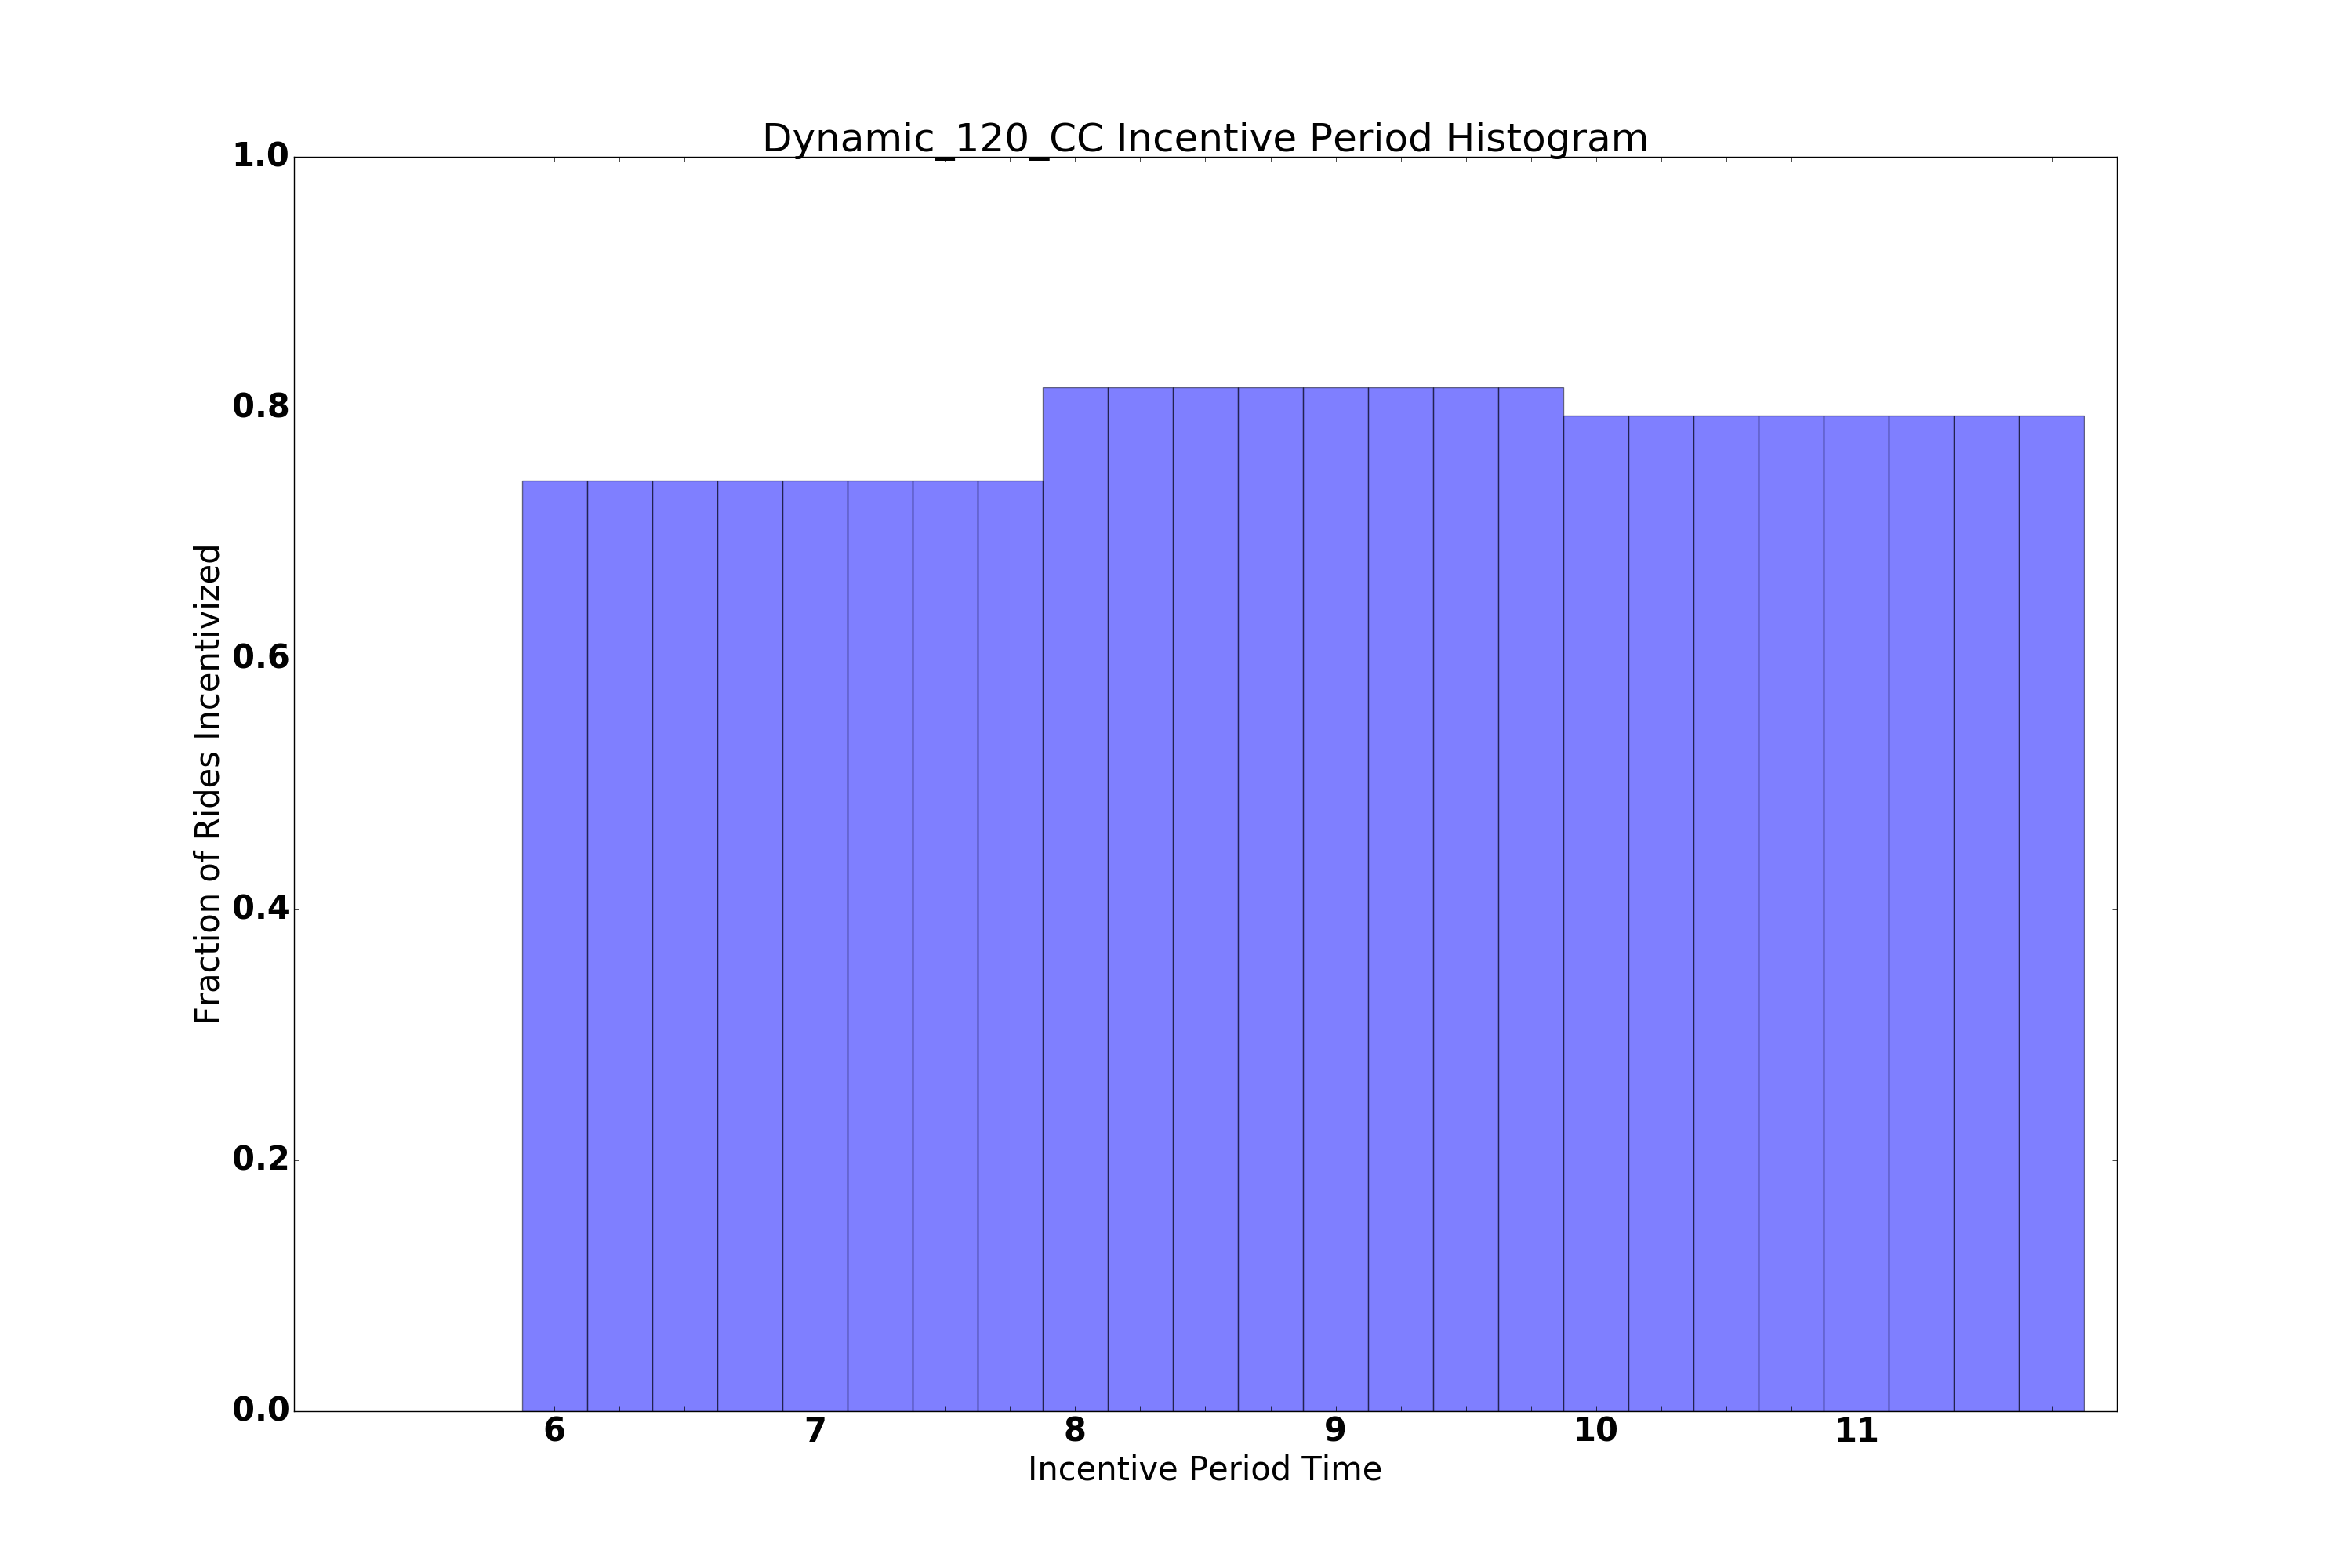 Dynamic_120_CC Incentive Period Histogram
1.0
0.8
0.6
0.4
0.2
0.0
Fraction of Rides Incentivized
6 7 8 9 10 11
Incentive Period Time